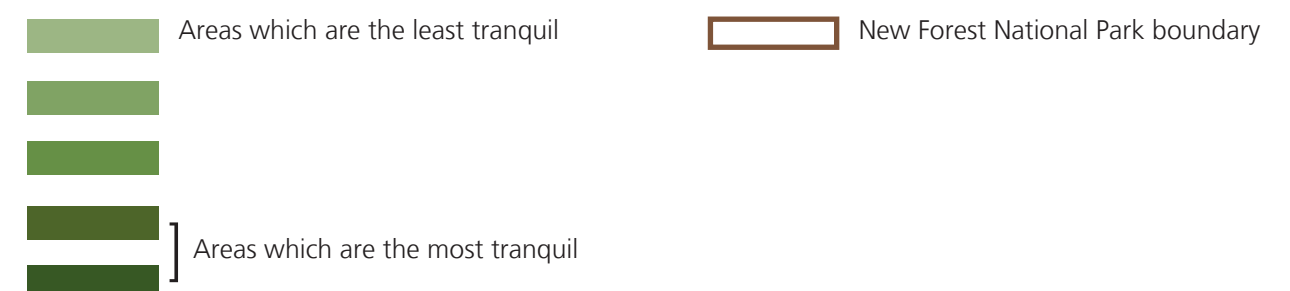 Areas which are the least tranquil
New Forest National Park boundary
Areas which are the most tranquil